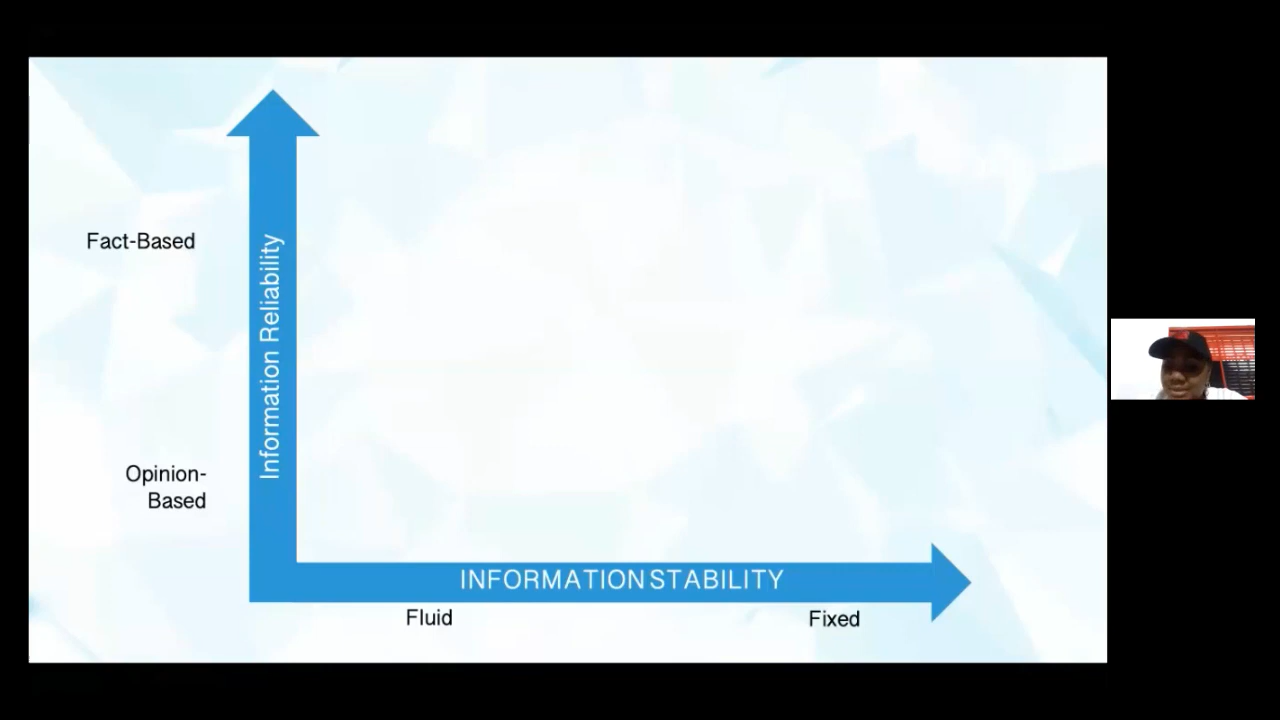 Fact-Based
Information Reliability
Opinion-
Based
INFORMATION STABILITY
Fluid
Fixed